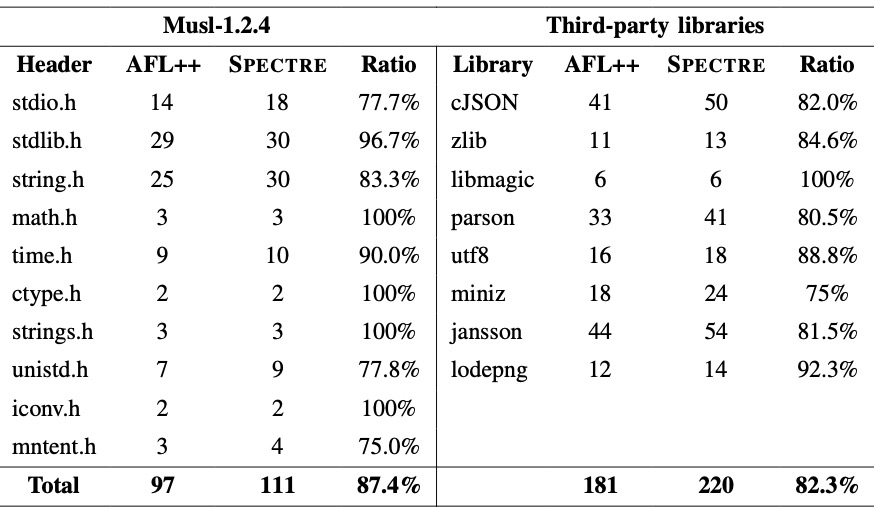 Musl-1.2.4 Third-party libraries
Header AFL++ SPECTRE Ratio Library AFL++ SPECTRE Ratio
stdio.h 14 18 77.7% cJSON 41 50 82.0%
stdlib.h 29 30 96.7% zlib 11 13 84.6%
string.h 25 30 83.3% libmagic 6 6 100%
math.h 3 3 100% parson 33 41 80.5%
time.h 9 10 90.0% utf8 16 18 88.8%
ctype.h 2 2 100% miniz 18 24 75%
strings.h 3 3 100% jansson 44 54 81.5%
unistd.h 7 9 77.8% lodepng 12 14 92.3%
iconv.h 2 2 100%
mntent.h 3 4 75.0%
Total 97 111 87.4% 181 220 82.3%